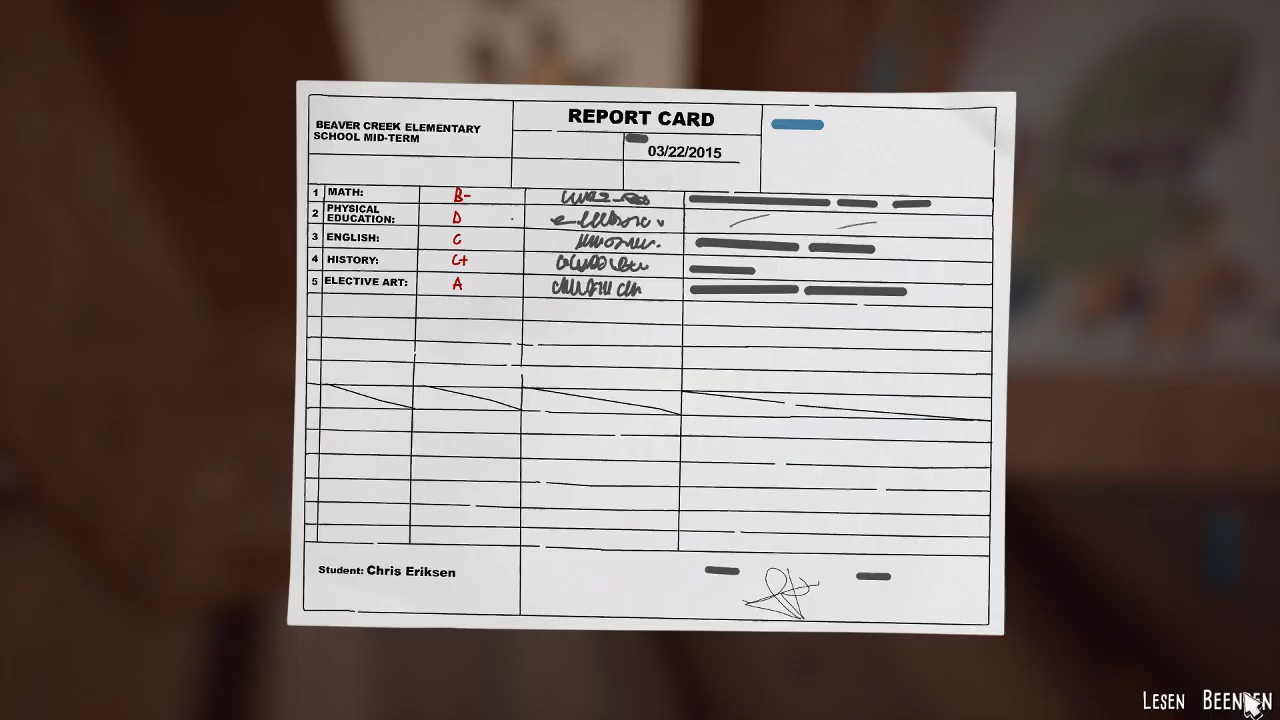 REPORT CARD
BEAVER CREEK ELEMENTARY
SCHOOL MID-TERM
03/22/2015
1 MATH: B-
2 PHYSICAL
EDUCATION: D
3 ENGLISH: C
4 HISTORY: C+
5 ELECTIVE ART: A
Student: Chris Eriksen
LESEN BEENDEN